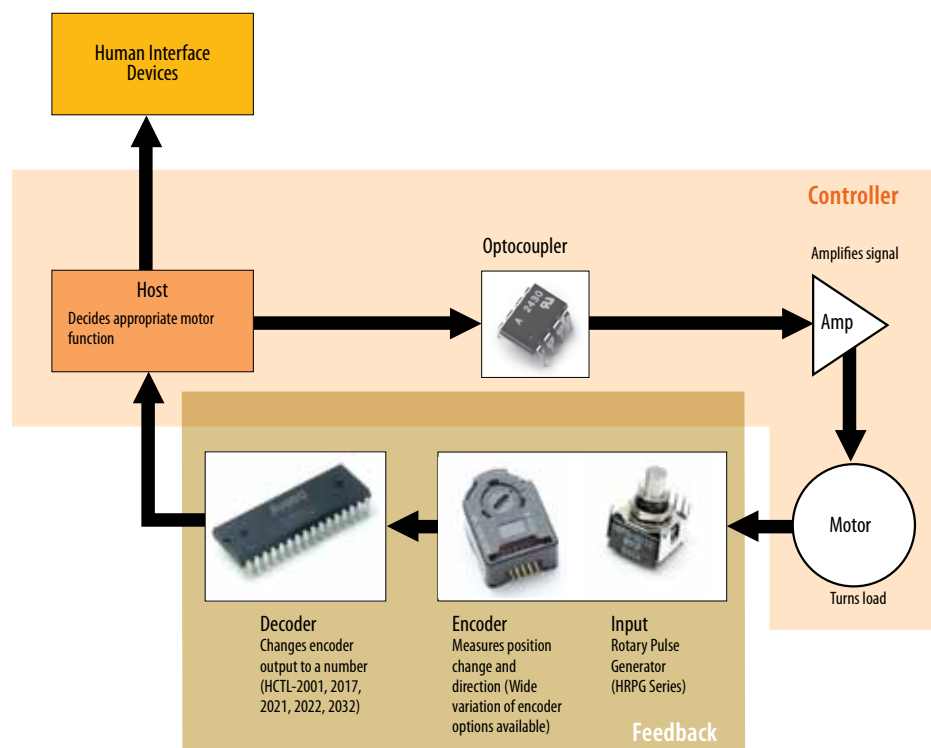 Human Interface
Devices
Controller
Optocoupler
Amplifies signal
Host
Decides appropriate motor
function
A 2430
Amp
Motor
Turns load
Decoder
Changes encoder
output to a number
(HCTL-2001, 2017,
2021, 2022, 2032)
Encoder
Measures position
change and
direction (Wide
variation of encoder
options available)
Input
Rotary Pulse
Generator
(HRPG Series)
Feedback